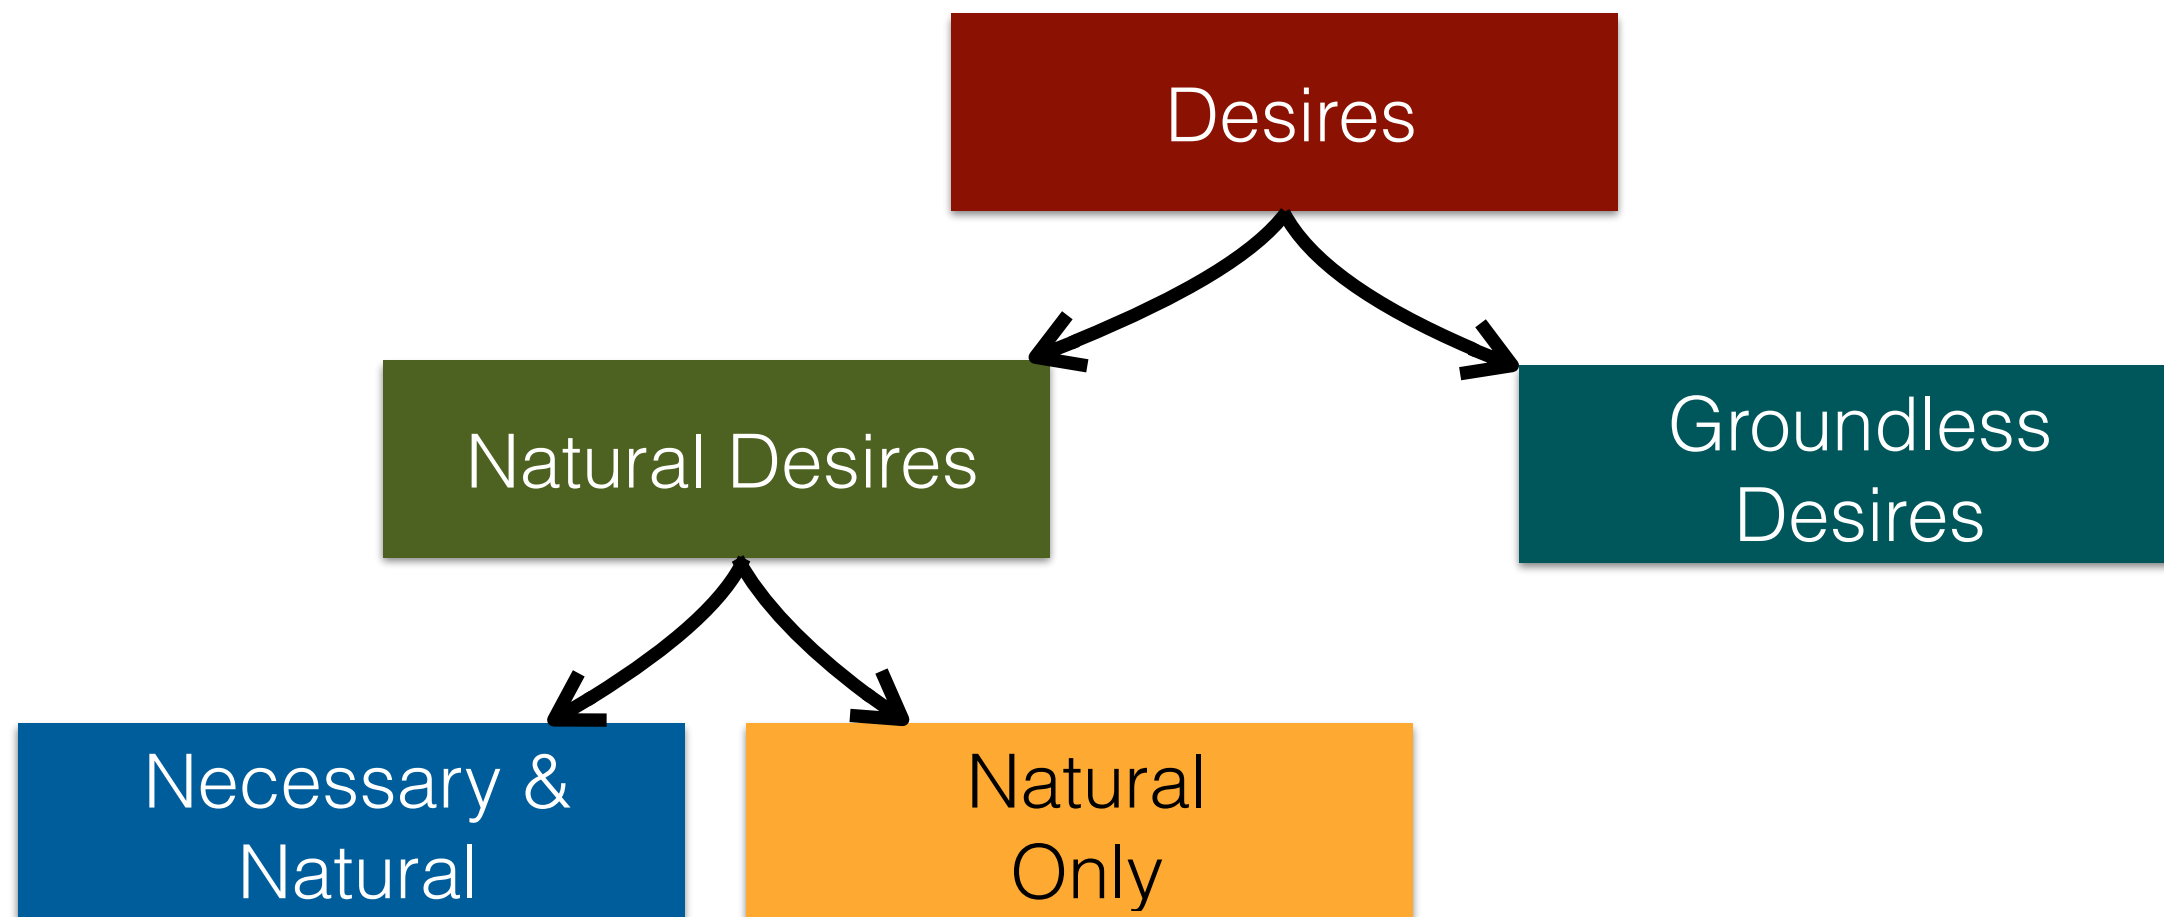 Desires
Natural Desires
Groundless
Desires
Necessary &
Natural
Natural
Only